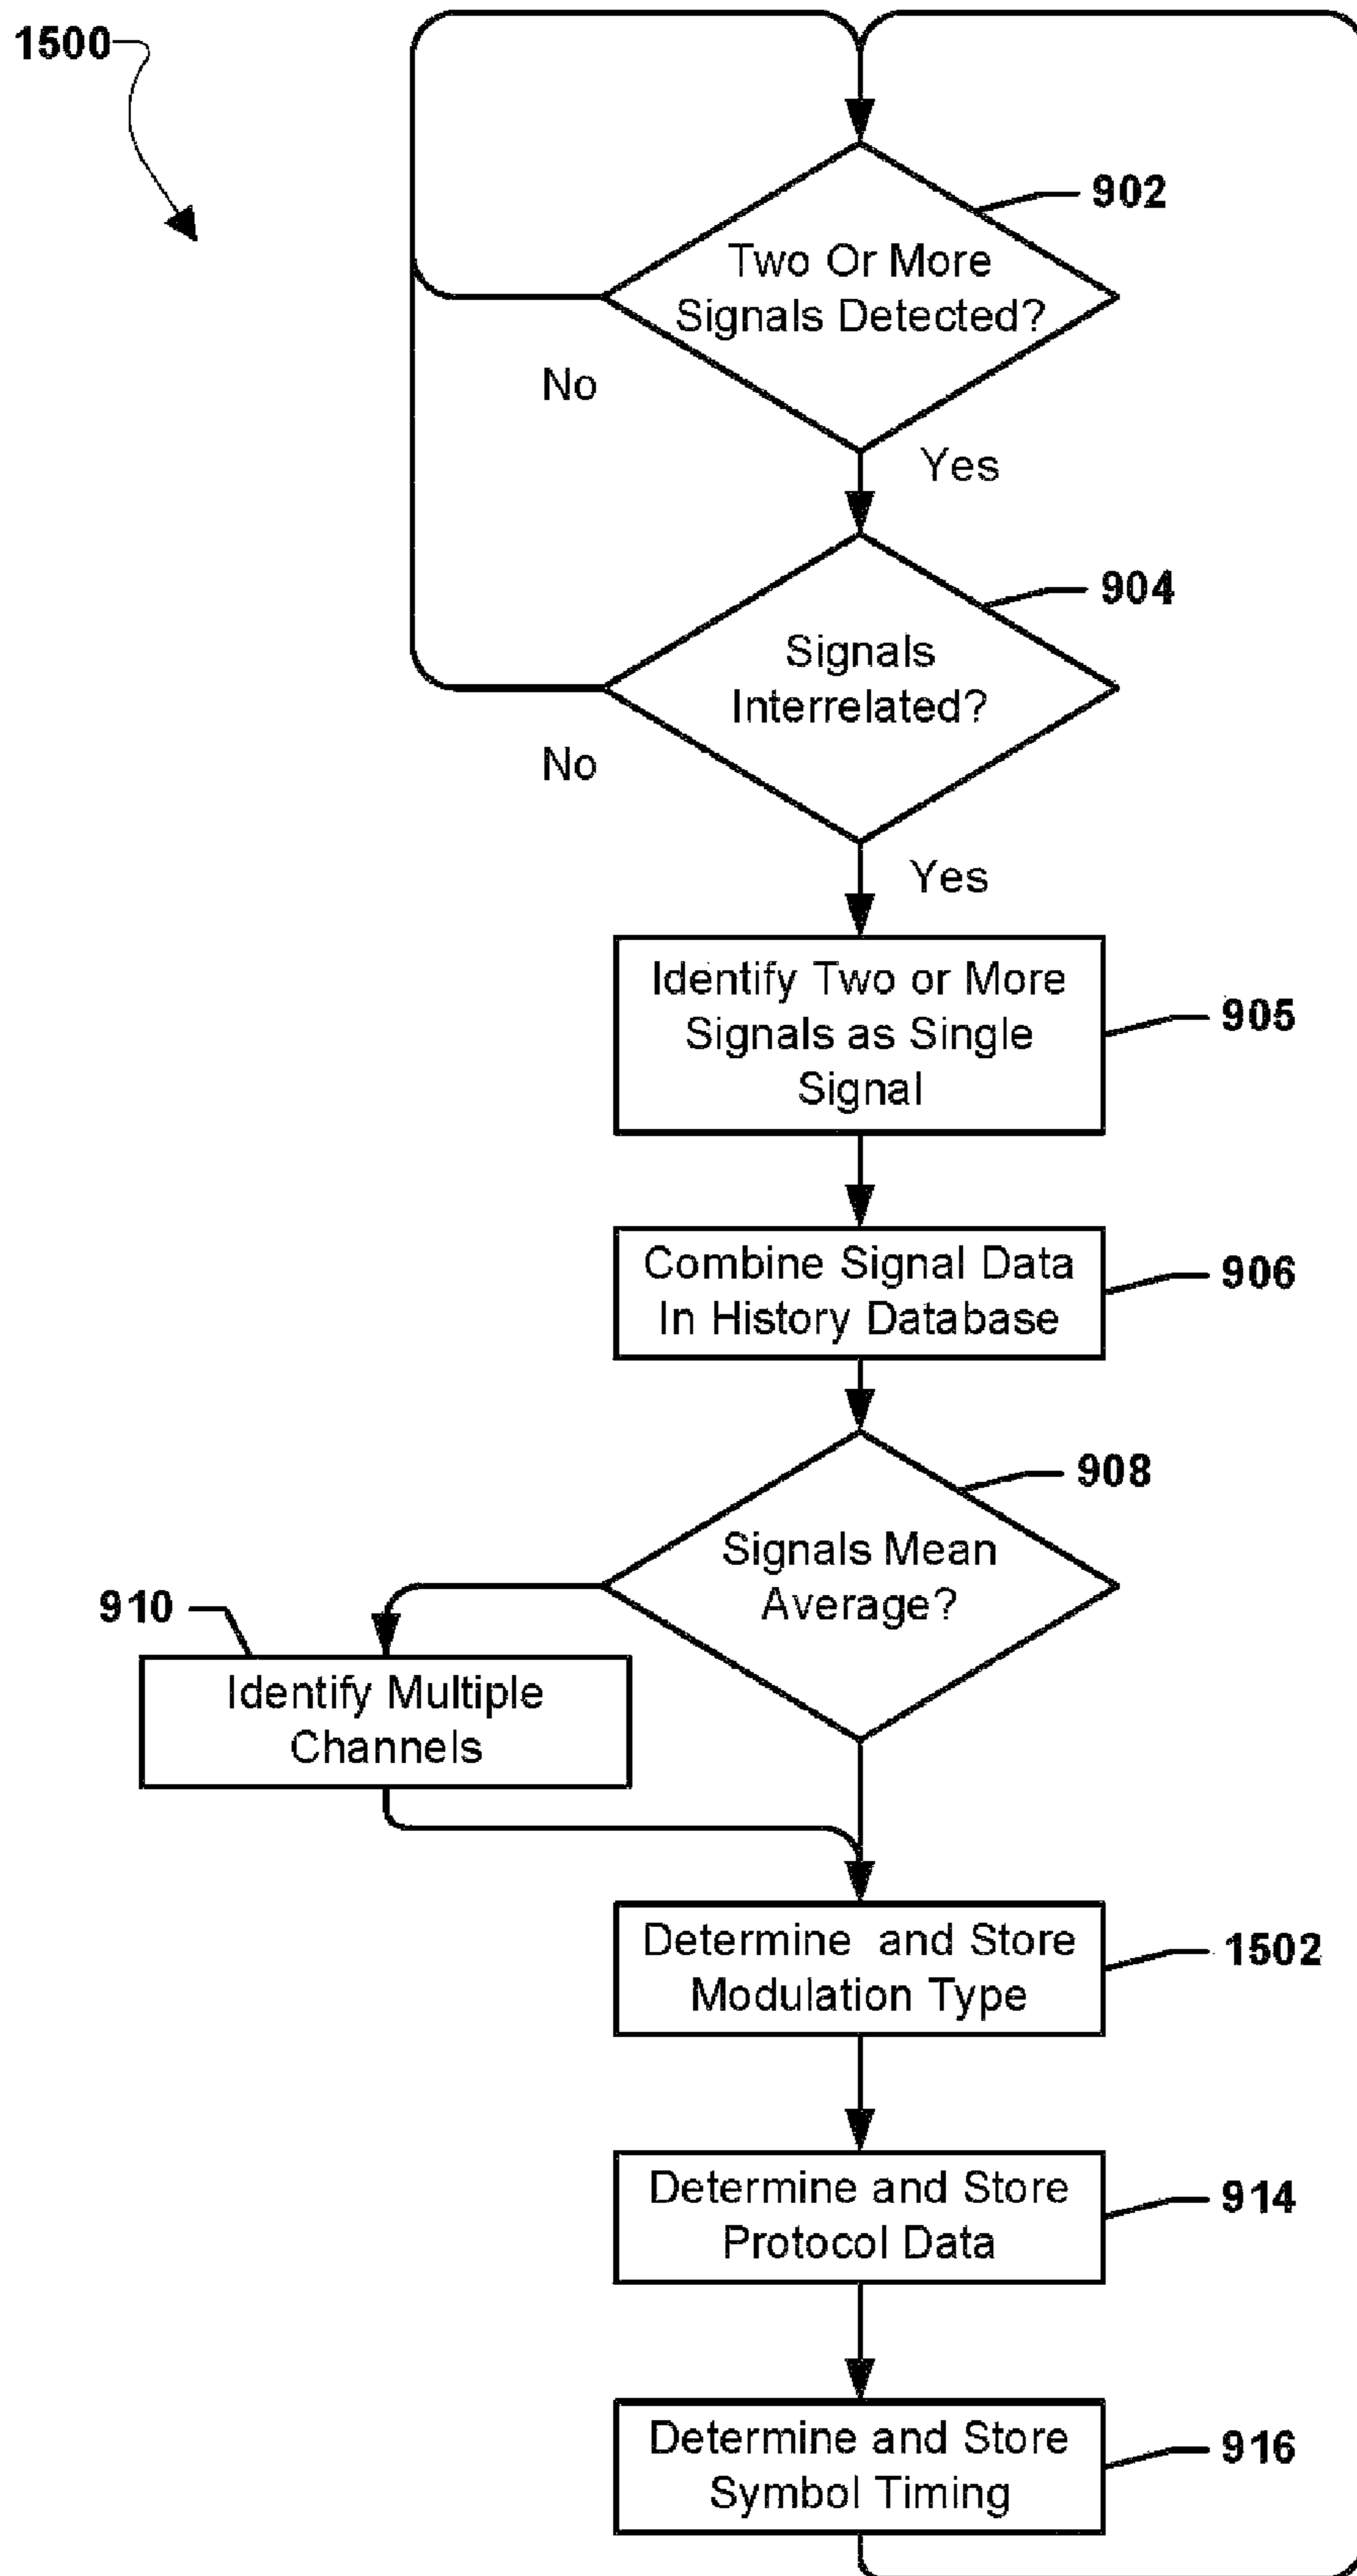 1500
902
Two Or More
Signals Detected?
No
Yes
904
Signals
Interrelated?
No
Yes
Identify Two or More
Signals as Single
Signal
905
Combine Signal Data
In History Database
906
908
Signals Mean
Average?
910
Identify Multiple
Channels
Determine and Store
Modulation Type
1502
Determine and Store
Protocol Data
914
Determine and Store
Symbol Timing
916